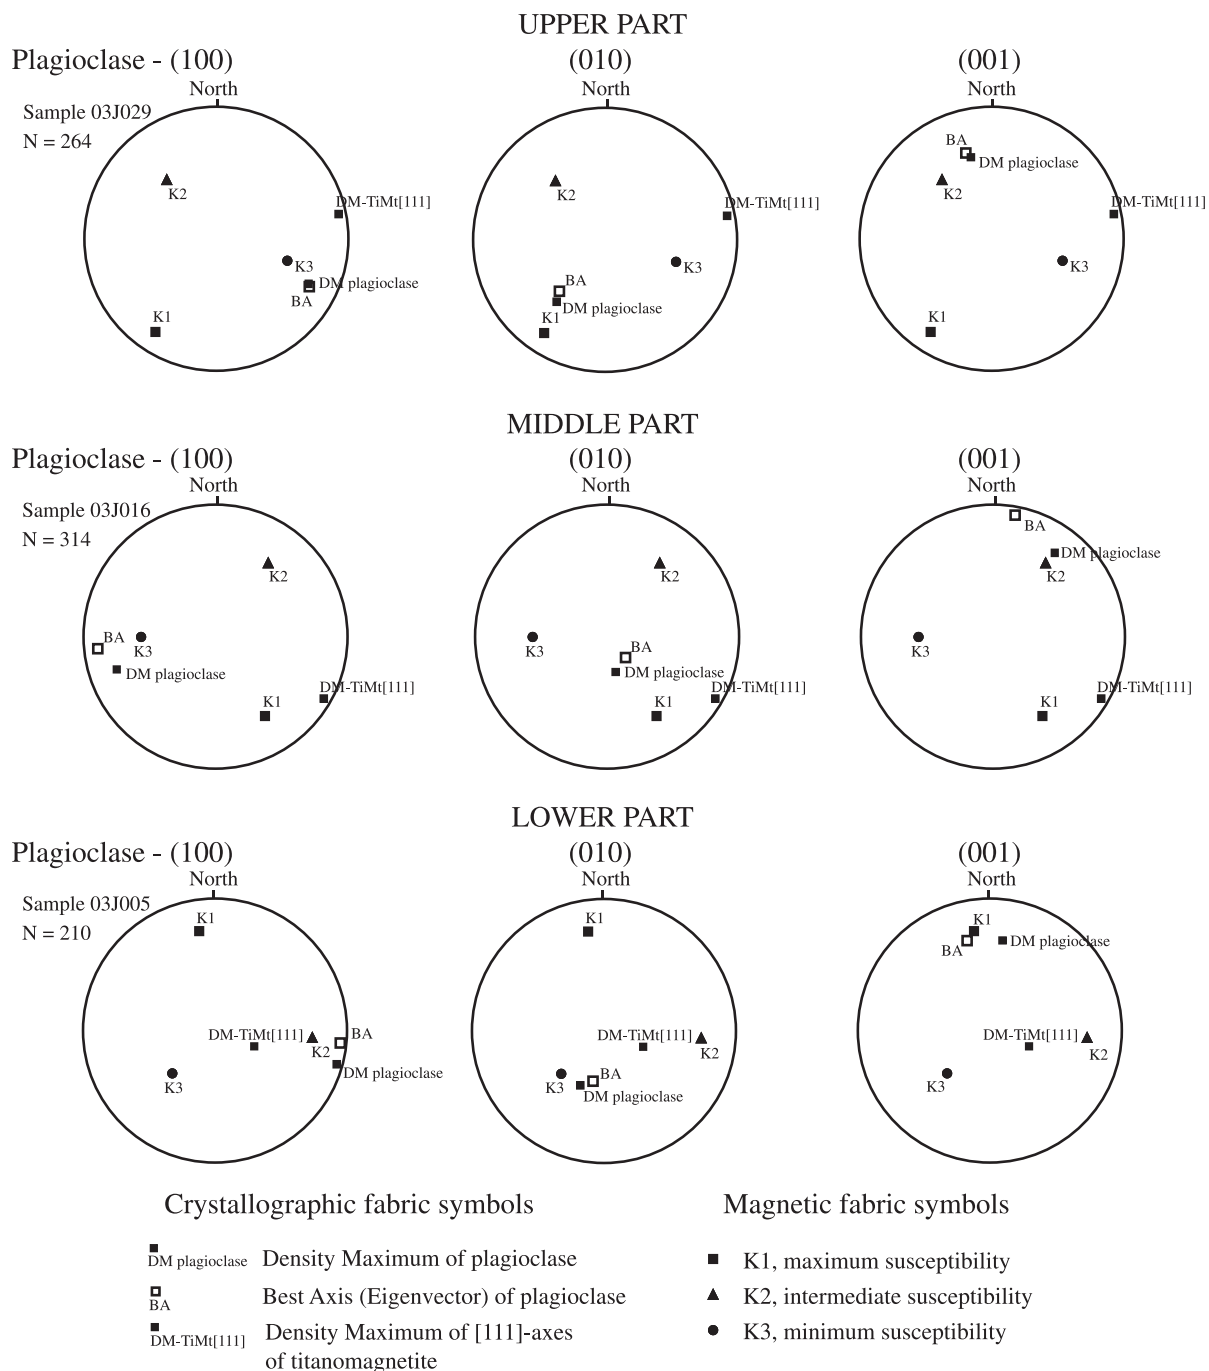 UPPER PART
Plagioclase - (100) (010) (001)
North North North
Sample 03J029
N = 264
K2 DM-TiMt[111] K3 DM plagioclase BA K1
K2 DM-TiMt[111] K3 BA DM plagioclase K1
BA DM plagioclase K2 DM-TiMt[111] K3 K1
MIDDLE PART
Plagioclase - (100) (010) (001)
North North North
Sample 03J016
N = 314
K2 BA K3 DM plagioclase DM-TiMt[111] K1
K2 K3 BA DM plagioclase DM-TiMt[111] K1
BA DM plagioclase K2 K3 DM-TiMt[111] K1
LOWER PART
Plagioclase - (100) (010) (001)
North North North
Sample 03J005
N = 210
K1 DM-TiMt[111] K2 BA DM plagioclase K3
K1 DM-TiMt[111] K2 K3 BA DM plagioclase
K1 BA DM plagioclase DM-TiMt[111] K2 K3
Crystallographic fabric symbols
DM plagioclase Density Maximum of plagioclase
BA Best Axis (Eigenvector) of plagioclase
DM-TiMt[111] Density Maximum of [111]-axes
of titanomagnetite
Magnetic fabric symbols
K1, maximum susceptibility
K2, intermediate susceptibility
K3, minimum susceptibility